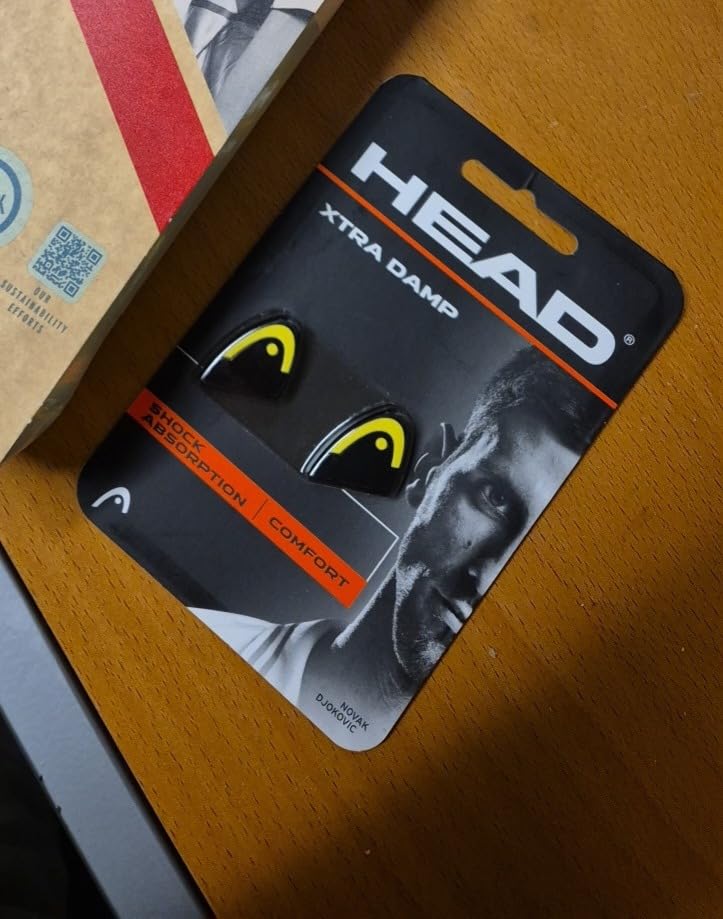 HEAD®
XTRA DAMP
SHOCK
ABSORPTION | COMFORT
NOVAK
DJOKOVIC
OUR
SUSTAINABILITY
EFFORTS